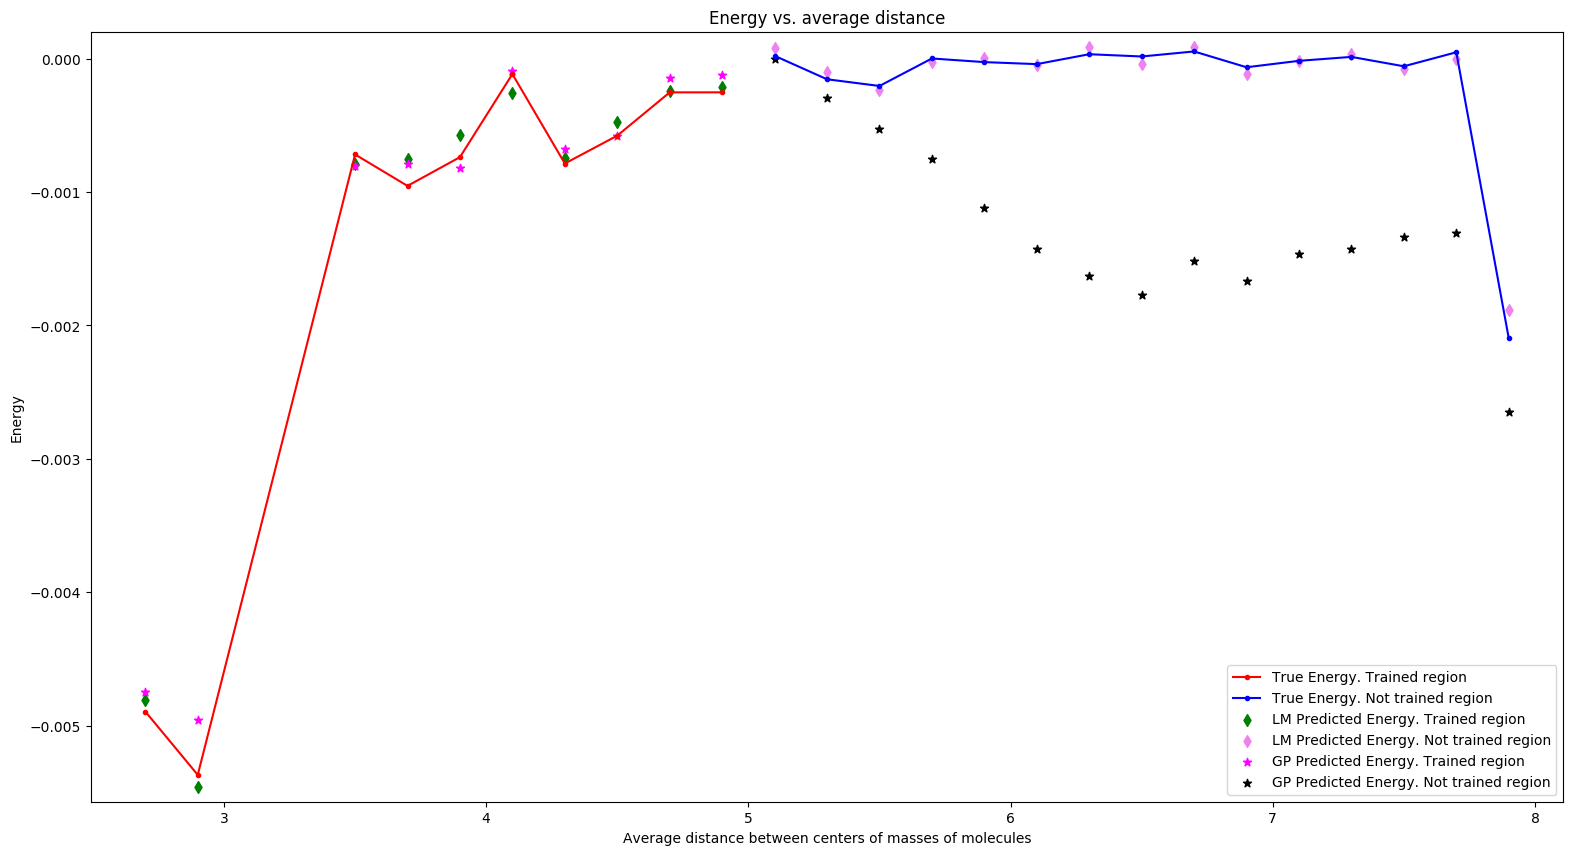 Energy vs. average distance
0.000
−0.001
−0.002
−0.003
−0.004
−0.005
Energy
3 4 5 6 7 8
Average distance between centers of masses of molecules
True Energy. Trained region
True Energy. Not trained region
LM Predicted Energy. Trained region
LM Predicted Energy. Not trained region
GP Predicted Energy. Trained region
GP Predicted Energy. Not trained region